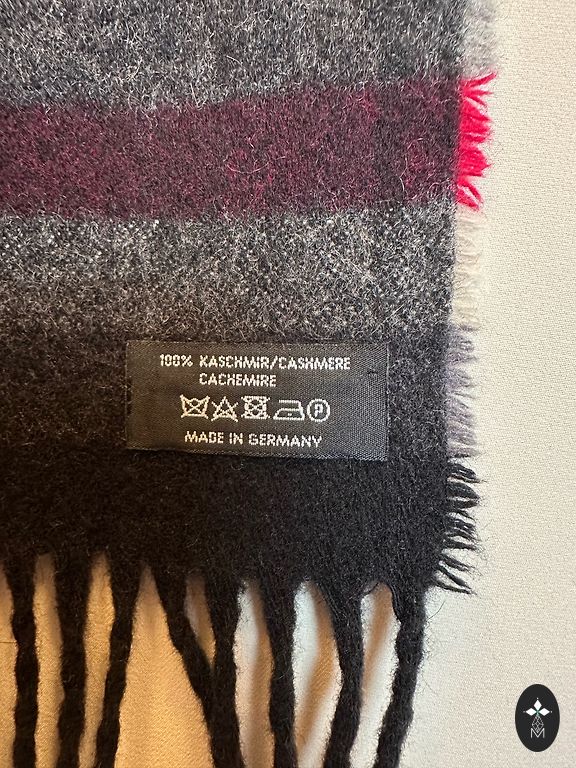 100% KASCHMIR/CASHMERE
CACHEMIRE
P
MADE IN GERMANY
M